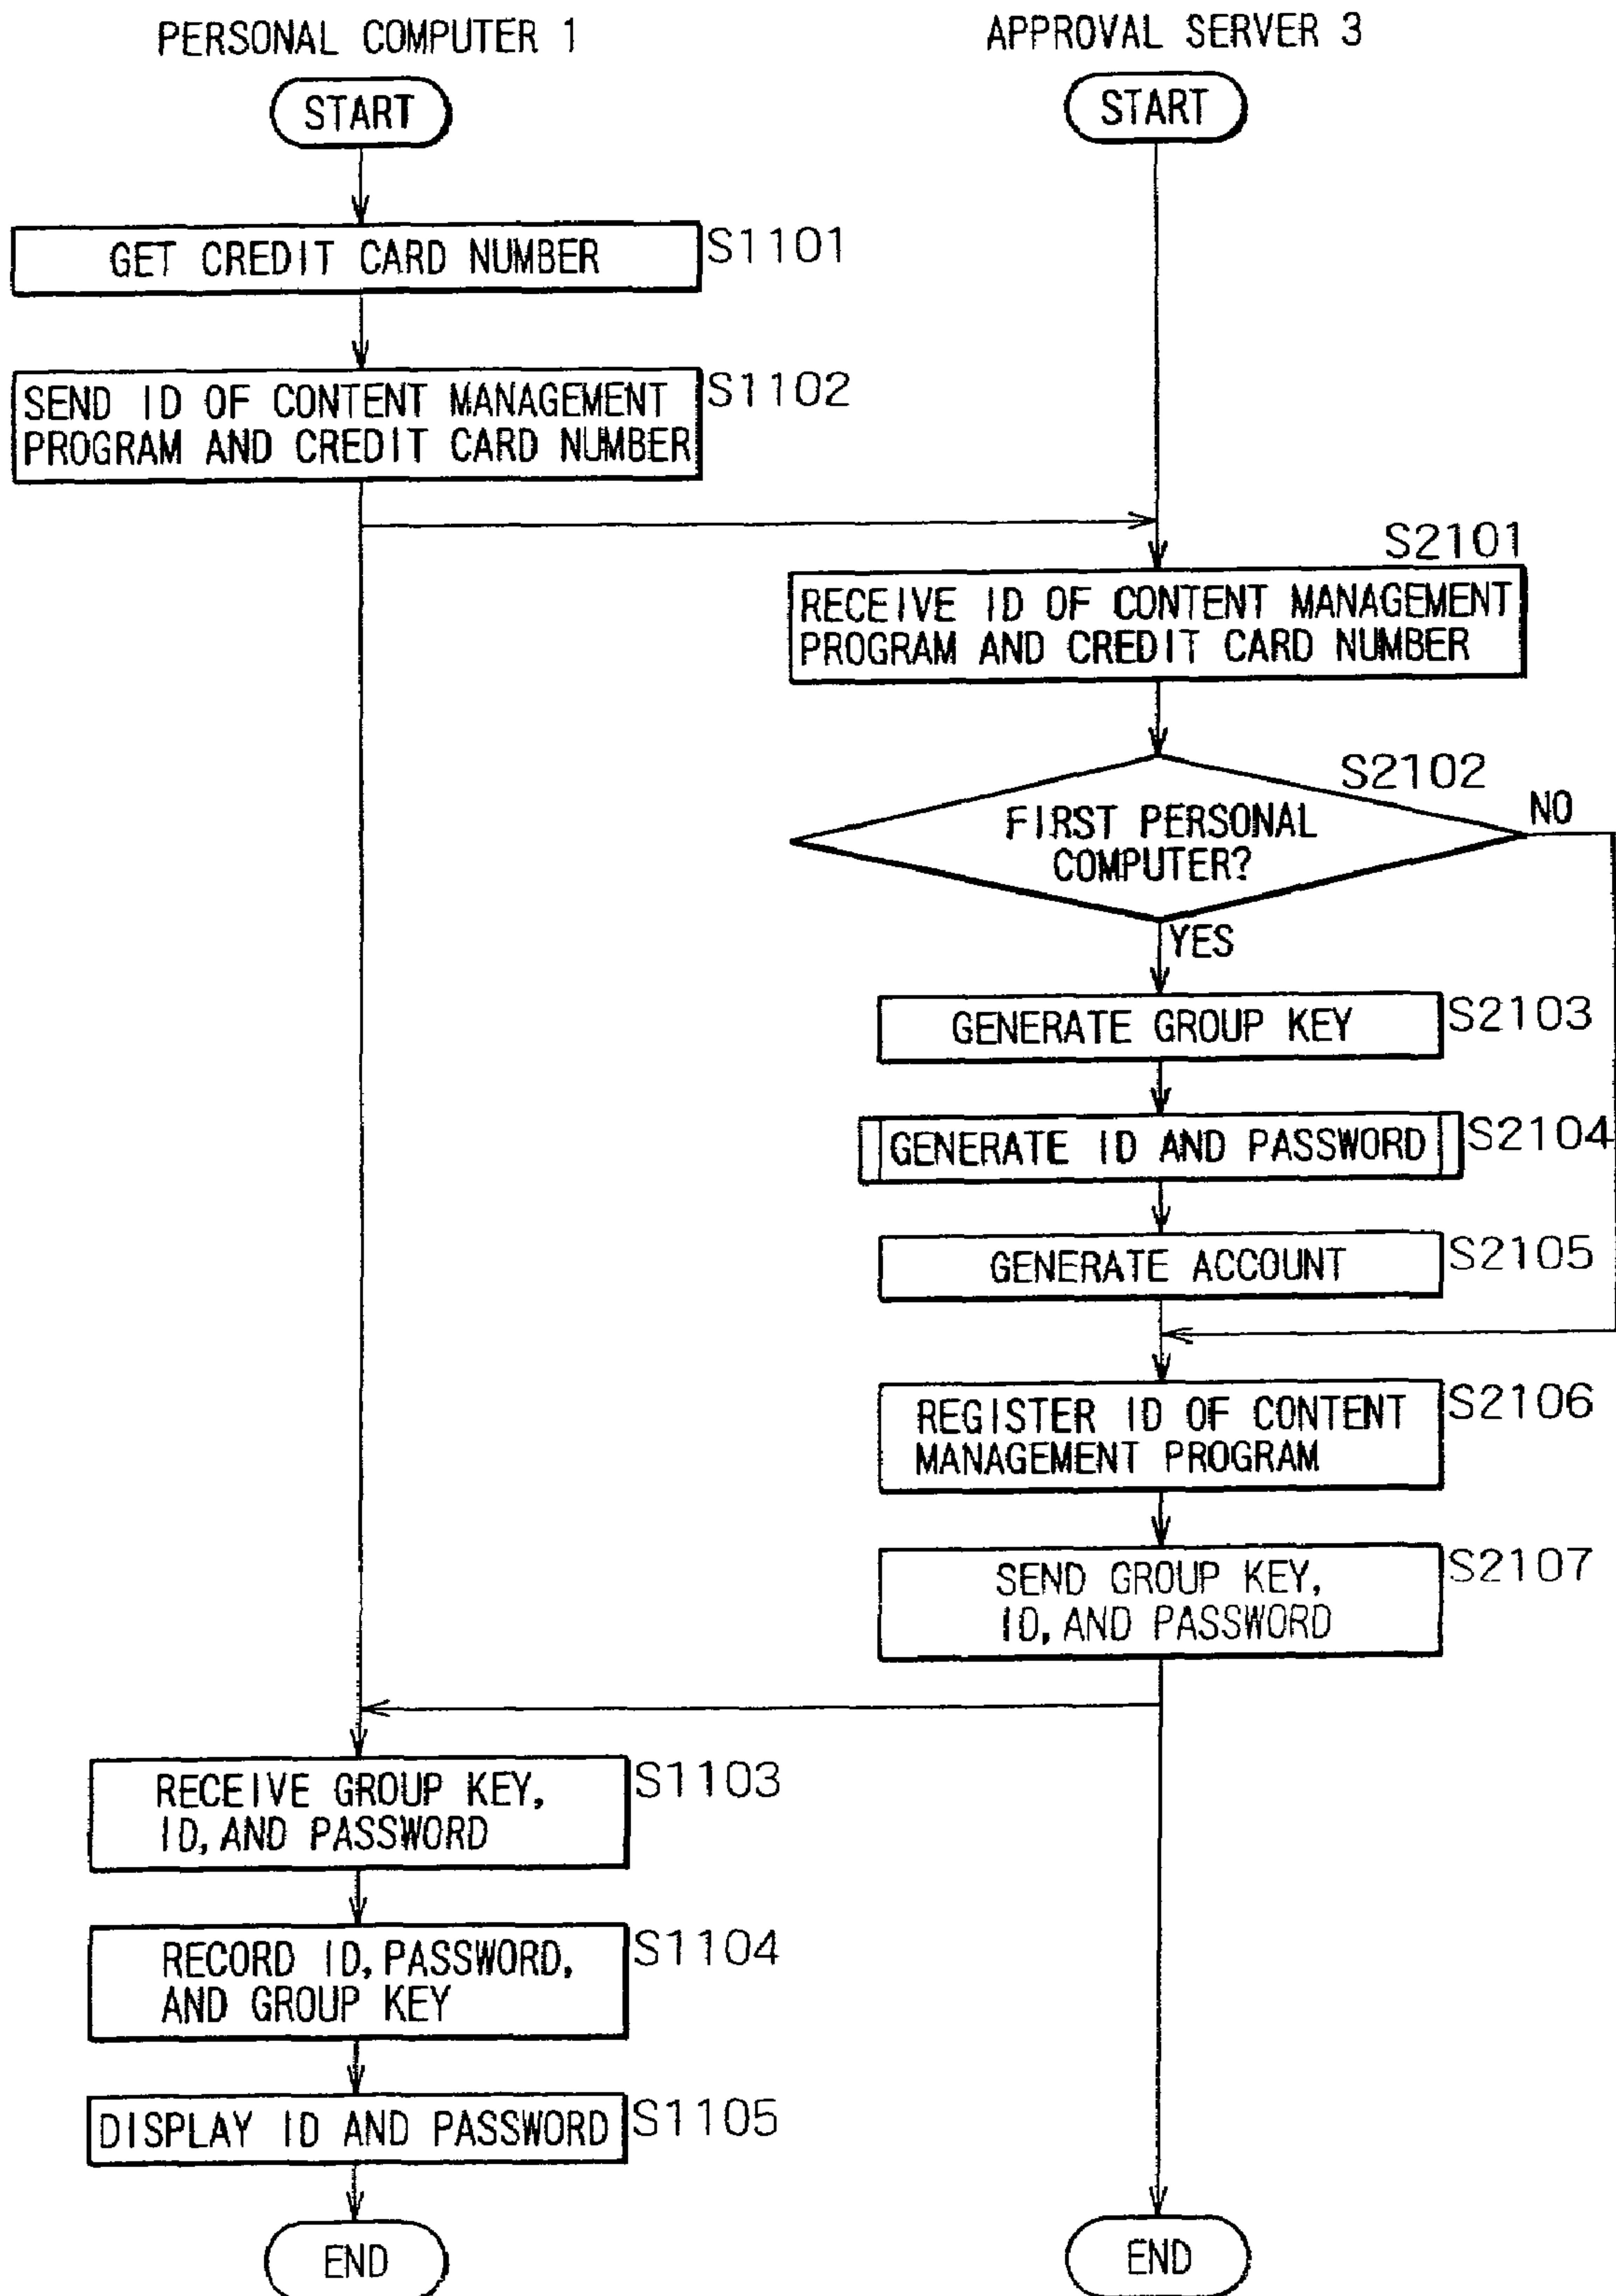 PERSONAL COMPUTER 1
APPROVAL SERVER 3
START
START
GET CREDIT CARD NUMBER
S1101
SEND ID OF CONTENT MANAGEMENT
PROGRAM AND CREDIT CARD NUMBER
S1102
S2101
RECEIVE ID OF CONTENT MANAGEMENT
PROGRAM AND CREDIT CARD NUMBER
S2102
FIRST PERSONAL
COMPUTER?
NO
YES
GENERATE GROUP KEY
S2103
GENERATE ID AND PASSWORD
S2104
GENERATE ACCOUNT
S2105
REGISTER ID OF CONTENT
MANAGEMENT PROGRAM
S2106
SEND GROUP KEY,
ID, AND PASSWORD
S2107
RECEIVE GROUP KEY,
ID, AND PASSWORD
S1103
RECORD ID, PASSWORD,
AND GROUP KEY
S1104
DISPLAY ID AND PASSWORD
S1105
END
END